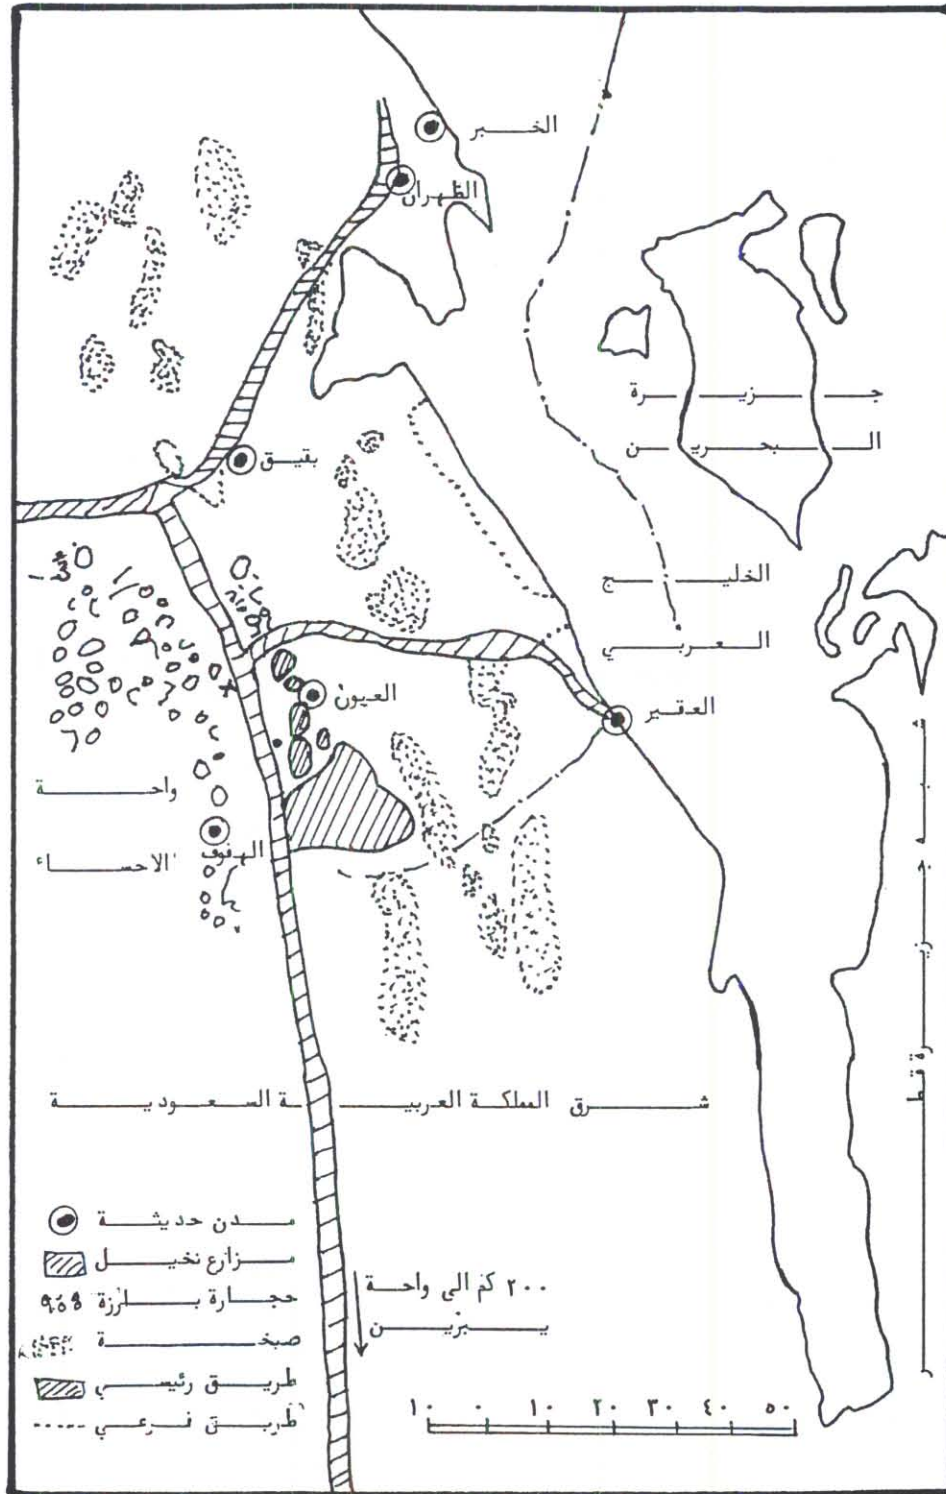 الخبر
الظهران
جزيرة
البحرين
بقيق
الخليج
العربي
العيون
العقير
واحة
الاحساء
الهفوف
شبه جزيرة قطر
شرق المملكة العربية السعودية
مدن حديثة
مزارع نخيل
حجارة بارزة
صبخة
طريق رئيسي
طريق فرعي
٢٠٠ كم الى واحة
يبرين
١٠ ٠ ١٠ ٢٠ ٣٠ ٤٠ ٥٠